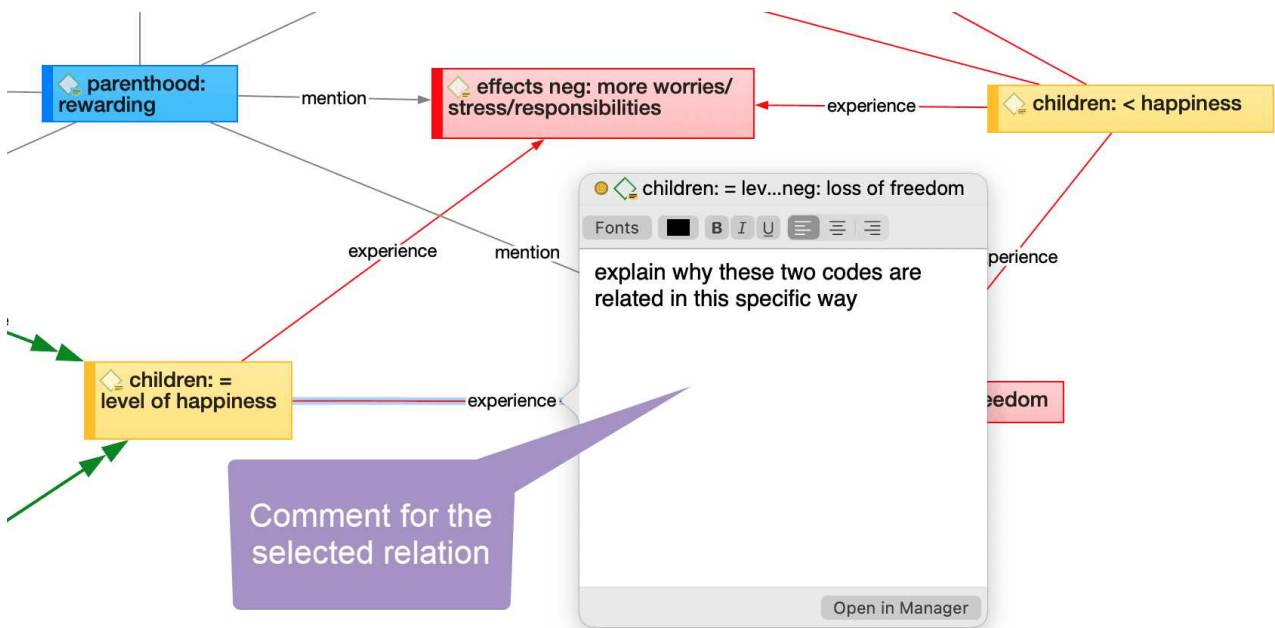 parenthood:
rewarding
mention
effects neg: more worries/
stress/responsibilities
experience
children: < happiness
children: = lev...neg: loss of freedom
Fonts
B I U
explain why these two codes are
related in this specific way
experience
mention
children: =
level of happiness
experience
Comment for the
selected relation
Open in Manager